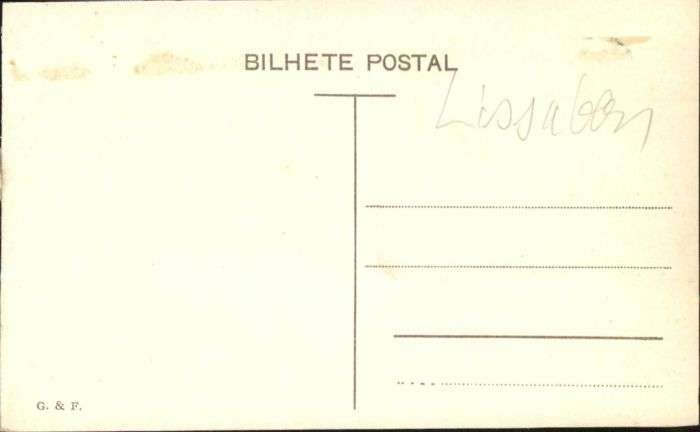 BILHETE POSTAL
Lissabon
G. & F.